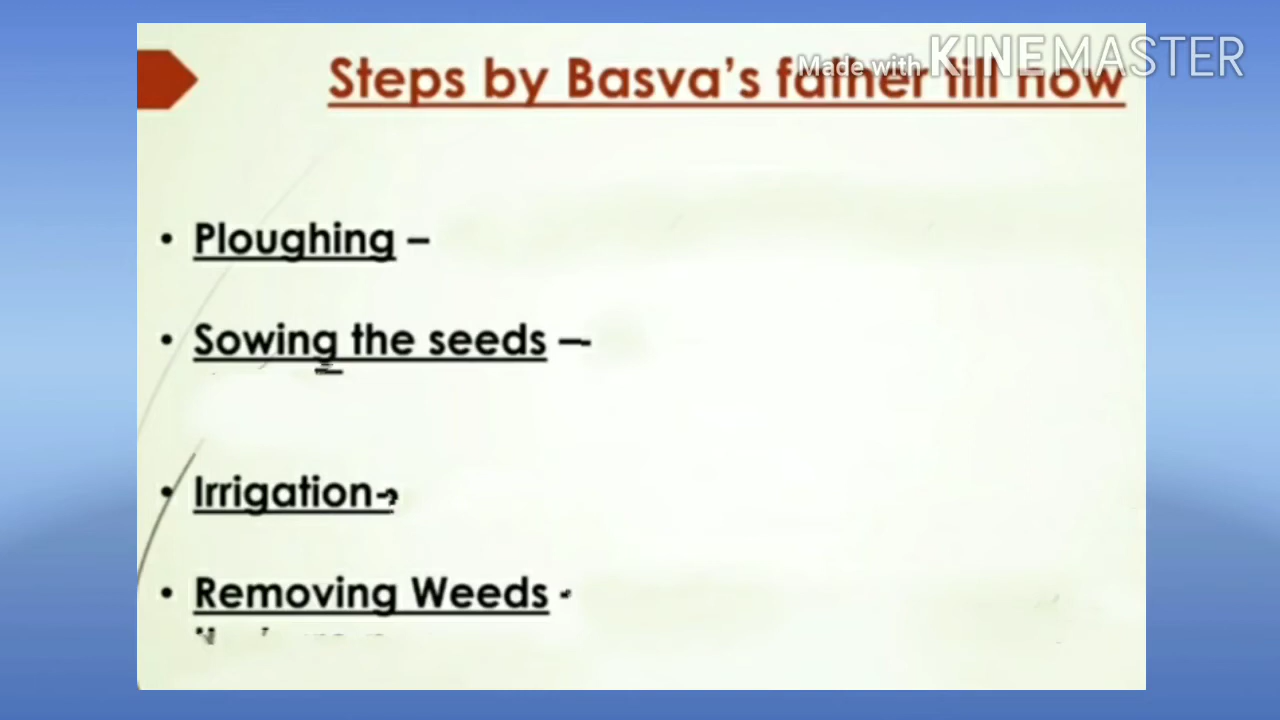 Made with KINEMASTER
Steps by Basva's father till now
• Ploughing –
• Sowing the seeds –-
• Irrigation-
• Removing Weeds -